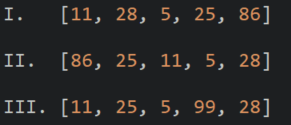 I. [11, 28, 5, 25, 86]
II. [86, 25, 11, 5, 28]
III. [11, 25, 5, 99, 28]